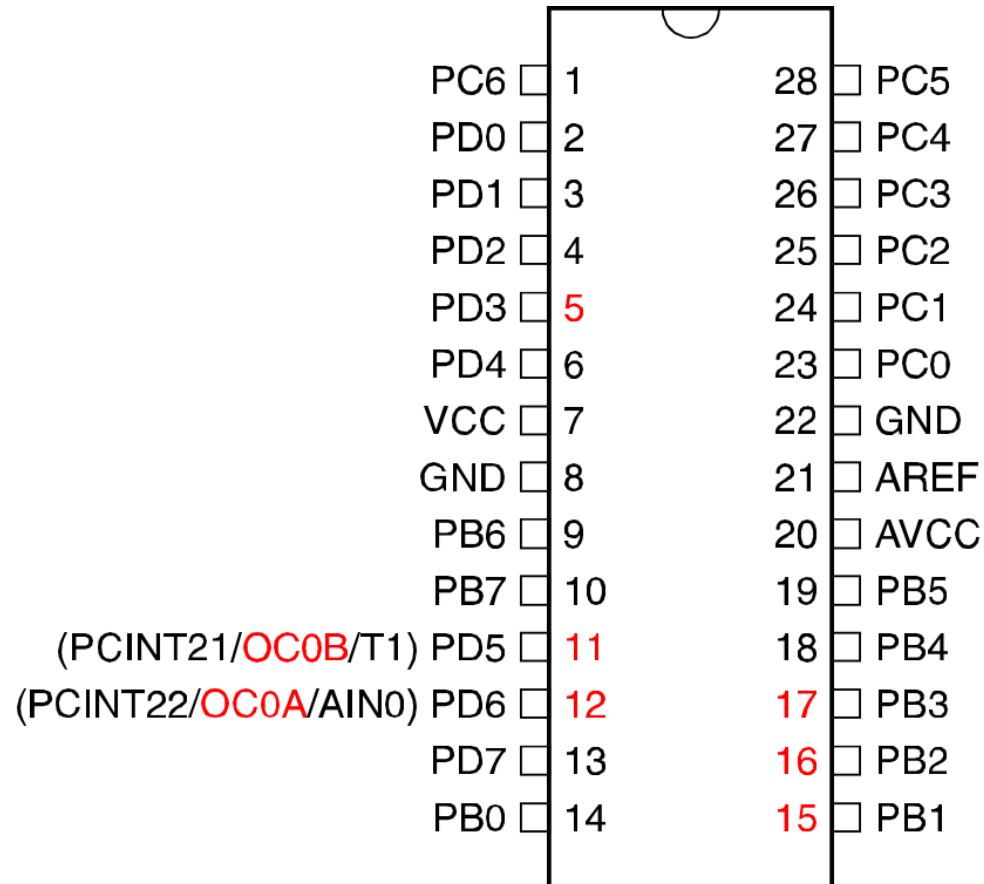 PC6 1 28 PC5
PD0 2 27 PC4
PD1 3 26 PC3
PD2 4 25 PC2
PD3 5 24 PC1
PD4 6 23 PC0
VCC 7 22 GND
GND 8 21 AREF
PB6 9 20 AVCC
PB7 10 19 PB5
(PCINT21/OC0B/T1) PD5 11 18 PB4
(PCINT22/OC0A/AIN0) PD6 12 17 PB3
PD7 13 16 PB2
PB0 14 15 PB1